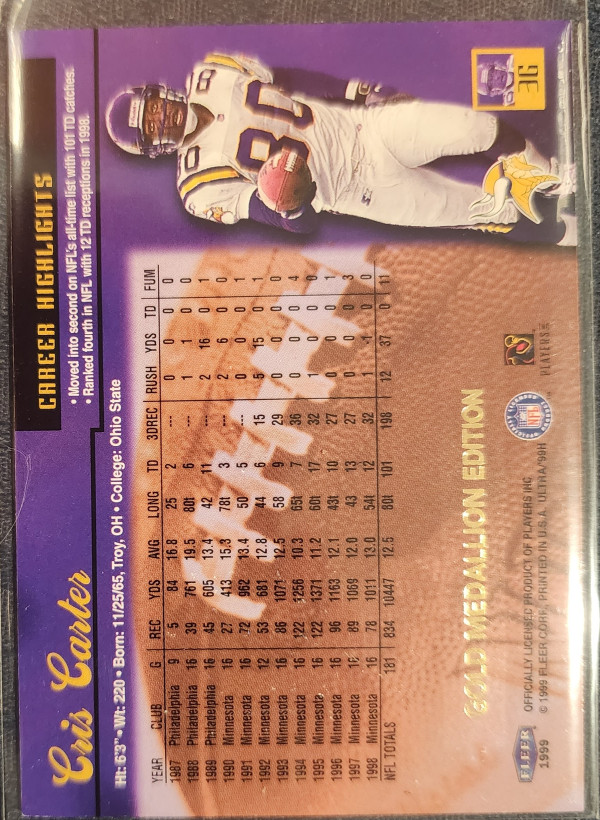 Cris Carter
CAREER HIGHLIGHTS
• Moved into second on NFL's all-time list with 101 TD catches.
• Ranked fourth in NFL with 12 TD receptions in 1998.
3G
80
Ht: 6'3" • Wt: 220 • Born: 11/25/65, Troy, OH • College: Ohio State
YEAR CLUB G REC YDS AVG LONG TD 3DREC RUSH YDS TD FUM
1987 Philadelphia 9 5 84 16.8 25 2 --- 0 0 0 0
1988 Philadelphia 16 39 761 19.5 80t 6 --- 1 1 0 0
1989 Philadelphia 16 45 605 13.4 42 11 --- 2 16 0 1
1990 Minnesota 16 27 413 15.3 78t 3 --- 2 6 0 0
1991 Minnesota 16 72 962 13.4 50 5 --- 0 0 0 1
1992 Minnesota 12 53 681 12.8 44 6 15 5 15 0 1
1993 Minnesota 16 86 1071 12.5 58 9 29 0 0 0 0
1994 Minnesota 16 122 1256 10.3 65t 7 36 0 0 0 4
1995 Minnesota 16 122 1371 11.2 60t 17 32 1 0 0 0
1996 Minnesota 16 96 1163 12.1 43t 10 27 0 0 0 1
1997 Minnesota 16 89 1069 12.0 43 13 27 0 0 0 3
1998 Minnesota 16 78 1011 13.0 54t 12 32 1 -1 0 0
NFL TOTALS 181 834 10447 12.5 80t 101 198 12 37 0 11
GOLD MEDALLION EDITION
FLEER
1999
OFFICIALLY LICENSED PRODUCT OF PLAYERS INC
© 1999 FLEER CORP. PRINTED IN U.S.A. ULTRA/99FI
NFL
PLAYERS INC